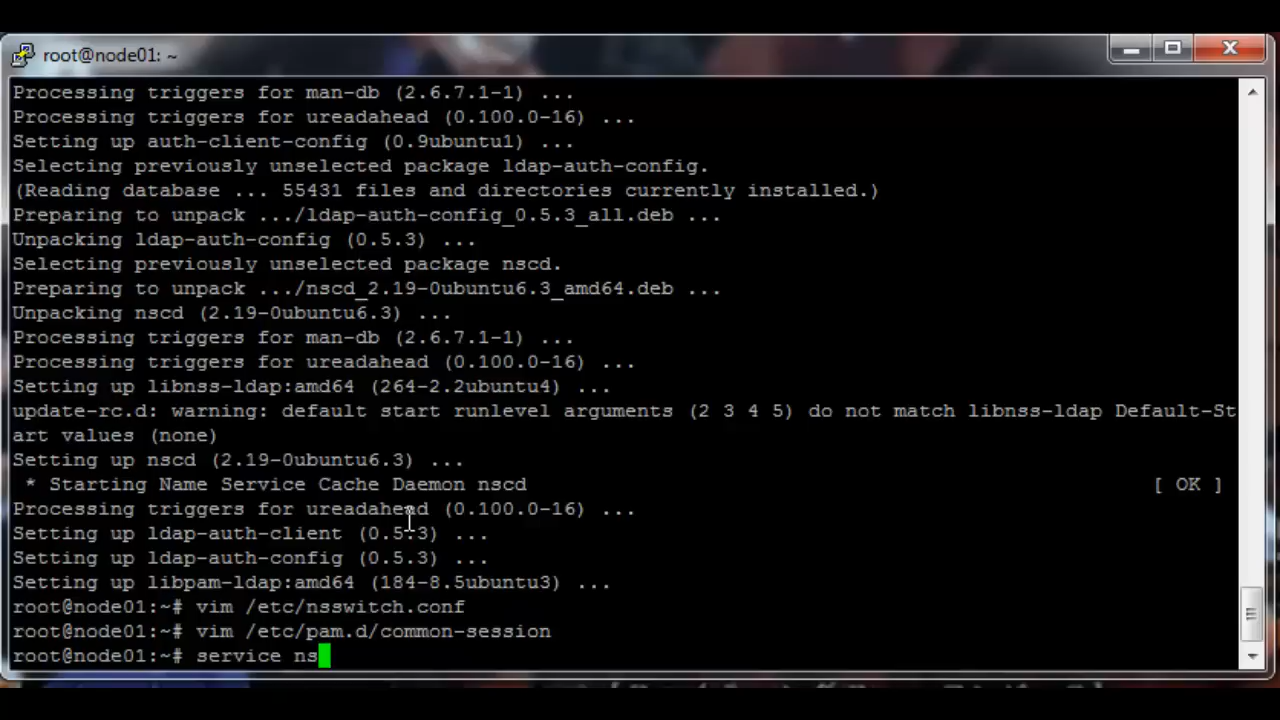 root@node01: ~
Processing triggers for man-db (2.6.7.1-1) ...
Processing triggers for ureadahead (0.100.0-16) ...
Setting up auth-client-config (0.9ubuntu1) ...
Selecting previously unselected package ldap-auth-config.
(Reading database ... 55431 files and directories currently installed.)
Preparing to unpack .../ldap-auth-config_0.5.3_all.deb ...
Unpacking ldap-auth-config (0.5.3) ...
Selecting previously unselected package nscd.
Preparing to unpack .../nscd_2.19-0ubuntu6.3_amd64.deb ...
Unpacking nscd (2.19-0ubuntu6.3) ...
Processing triggers for man-db (2.6.7.1-1) ...
Processing triggers for ureadahead (0.100.0-16) ...
Setting up libnss-ldap:amd64 (264-2.2ubuntu4) ...
update-rc.d: warning: default start runlevel arguments (2 3 4 5) do not match libnss-ldap Default-St
art values (none)
Setting up nscd (2.19-0ubuntu6.3) ...
* Starting Name Service Cache Daemon nscd [ OK ]
Processing triggers for ureadahead (0.100.0-16) ...
Setting up ldap-auth-client (0.5.3) ...
Setting up ldap-auth-config (0.5.3) ...
Setting up libpam-ldap:amd64 (184-8.5ubuntu3) ...
root@node01:~# vim /etc/nsswitch.conf
root@node01:~# vim /etc/pam.d/common-session
root@node01:~# service ns